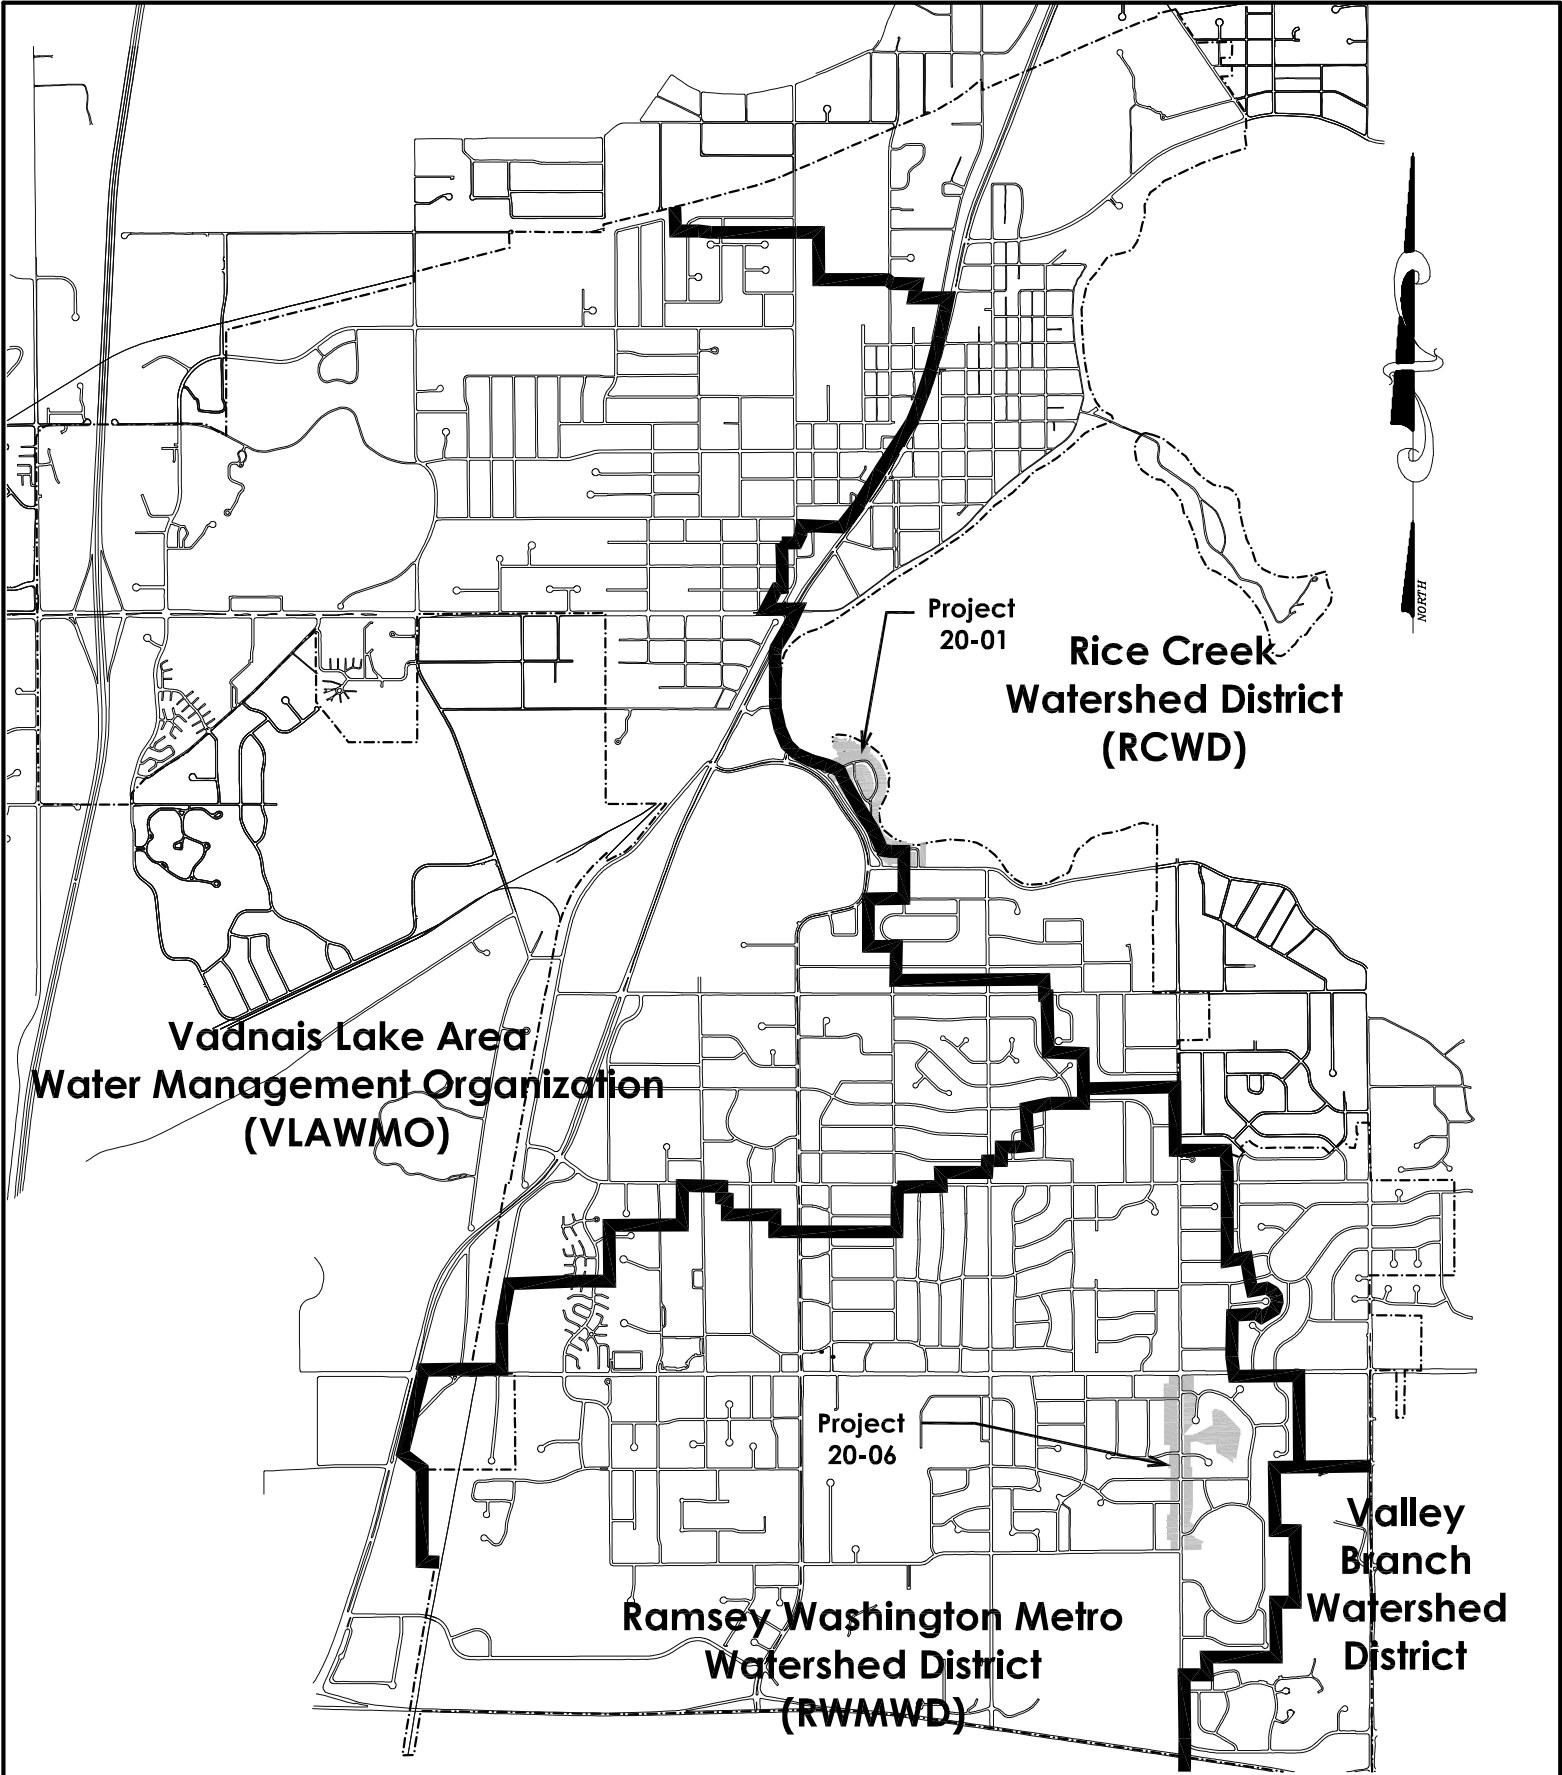 NORTH
Project
20-01
Rice Creek
Watershed District
(RCWD)
Vadnais Lake Area
Water Management Organization
(VLAWMO)
Project
20-06
Valley
Branch
Watershed
District
Ramsey Washington Metro
Watershed District
(RWMWD)